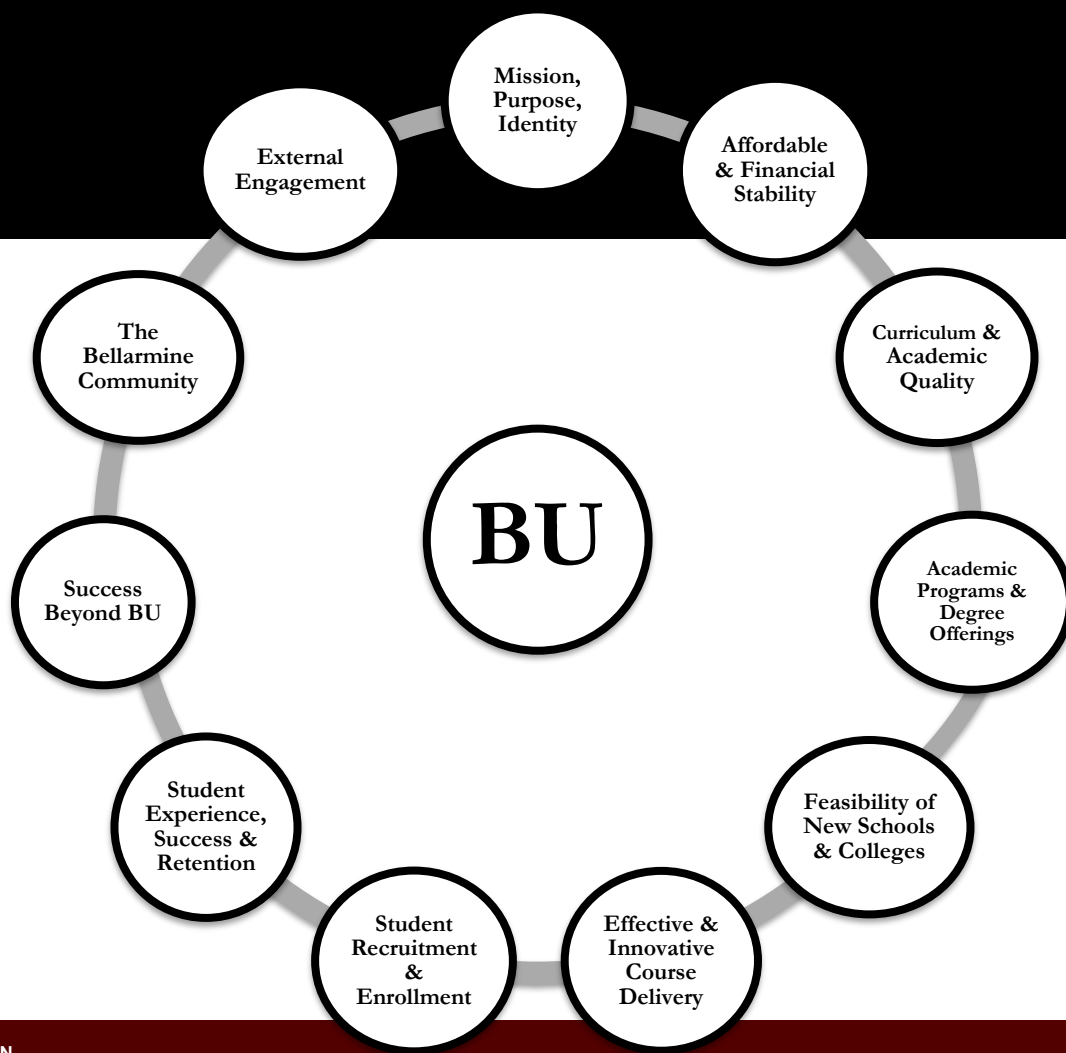 Mission,
Purpose,
Identity
Affordable
& Financial
Stability
Curriculum &
Academic
Quality
Academic
Programs &
Degree
Offerings
Feasibility of
New Schools
& Colleges
Effective &
Innovative
Course
Delivery
Student
Recruitment
&
Enrollment
Student
Experience,
Success &
Retention
Success
Beyond BU
The
Bellarmine
Community
External
Engagement
BU